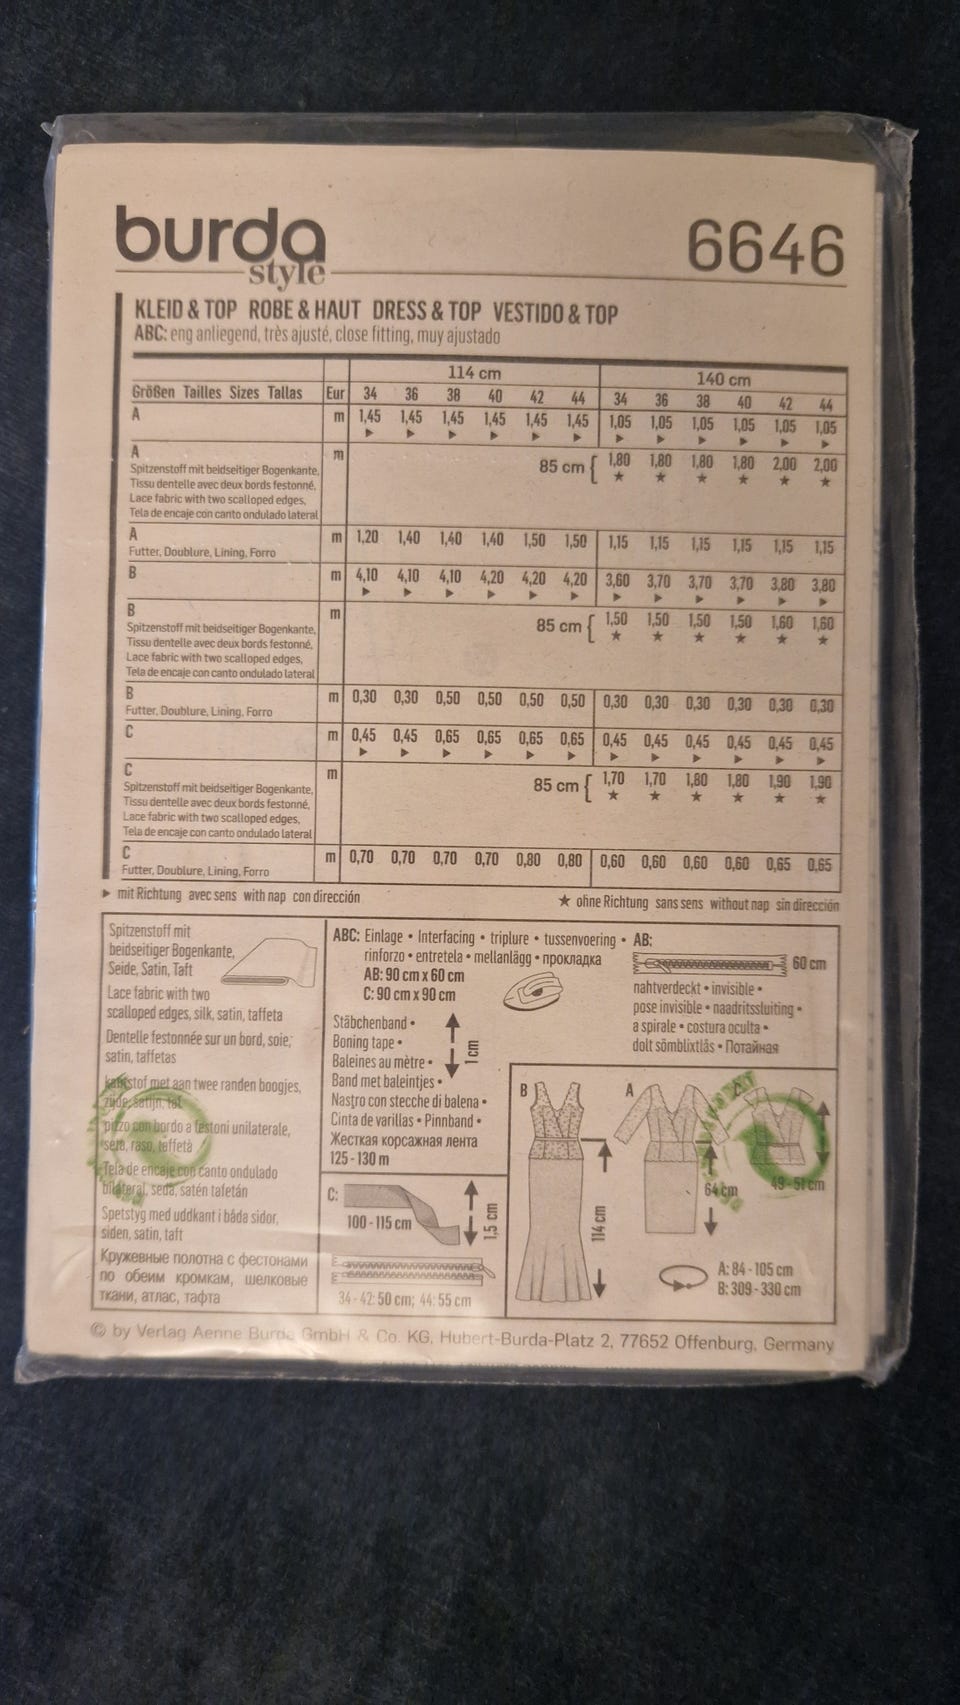 burda
style
6646
KLEID & TOP ROBE & HAUT DRESS & TOP VESTIDO & TOP
ABC: eng anliegend, très ajusté, close fitting, muy ajustado
114 cm 140 cm
Größen Tailles Sizes Tallas Eur 34 36 38 40 42 44 34 36 38 40 42 44
A m 1,45 1,45 1,45 1,45 1,45 1,45 1,05 1,05 1,05 1,05 1,05 1,05
► ► ► ► ► ► ► ► ► ► ► ►
A m 85 cm { 1,80 1,80 1,80 1,80 2,00 2,00
★ ★ ★ ★ ★ ★
Spitzenstoff mit beidseitiger Bogenkante,
Tissu dentelle avec deux bords festonné,
Lace fabric with two scalloped edges,
Tela de encaje con canto ondulado lateral
A m 1,20 1,40 1,40 1,40 1,50 1,50 1,15 1,15 1,15 1,15 1,15 1,15
Futter, Doublure, Lining, Forro
B m 4,10 4,10 4,10 4,20 4,20 4,20 3,60 3,70 3,70 3,70 3,80 3,80
► ► ► ► ► ► ► ► ► ► ► ►
B m 85 cm { 1,50 1,50 1,50 1,50 1,60 1,60
★ ★ ★ ★ ★ ★
Spitzenstoff mit beidseitiger Bogenkante,
Tissu dentelle avec deux bords festonné,
Lace fabric with two scalloped edges,
Tela de encaje con canto ondulado lateral
B m 0,30 0,30 0,50 0,50 0,50 0,50 0,30 0,30 0,30 0,30 0,30 0,30
Futter, Doublure, Lining, Forro
C m 0,45 0,45 0,65 0,65 0,65 0,65 0,45 0,45 0,45 0,45 0,45 0,45
► ► ► ► ► ► ► ► ► ► ► ►
C m 85 cm { 1,70 1,70 1,80 1,80 1,90 1,90
★ ★ ★ ★ ★ ★
Spitzenstoff mit beidseitiger Bogenkante,
Tissu dentelle avec deux bords festonné,
Lace fabric with two scalloped edges,
Tela de encaje con canto ondulado lateral
C m 0,70 0,70 0,70 0,70 0,80 0,80 0,60 0,60 0,60 0,60 0,65 0,65
Futter, Doublure, Lining, Forro
► mit Richtung avec sens with nap con dirección
★ ohne Richtung sans sens without nap sin dirección
Spitzenstoff mit
beidseitiger Bogenkante,
Seide, Satin, Taft
Lace fabric with two
scalloped edges, silk, satin, taffeta
Dentelle festonnée sur un bord, soie,
satin, taffetas
kantstof met aan twee randen boogjes,
zijde, satijn, taf
pizzo con bordo a festoni unilaterale,
seta, raso, taffetà
Tela de encaje con canto ondulado
bilateral, seda, satén tafetán
Spetstyg med uddkant i båda sidor,
siden, satin, taft
Кружевные полотна с фестонами
по обеим кромкам, шелковые
ткани, атлас, тафта
ABC: Einlage • Interfacing • triplure • tussenvoering •
rinforzo • entretela • mellanlägg • прокладка
AB: 90 cm x 60 cm
C: 90 cm x 90 cm
Stäbchenband •
Boning tape •
Baleines au mètre •
Band met baleintjes •
Nastro con stecche di balena •
Cinta de varillas • Pinnband •
Жесткая корсажная лента
125 - 130 m
1 cm
AB:
60 cm
nahtverdeckt • invisible •
pose invisible • naadritssluiting •
a spirale • costura oculta •
dolt sömblixtlås • Потайная
C:
100 - 115 cm
1,5 cm
34 - 42: 50 cm; 44: 55 cm
B A C
114 cm
64 cm
49 - 51 cm
A: 84 - 105 cm
B: 309 - 330 cm
© by Verlag Aenne Burda GmbH & Co. KG, Hubert-Burda-Platz 2, 77652 Offenburg, Germany